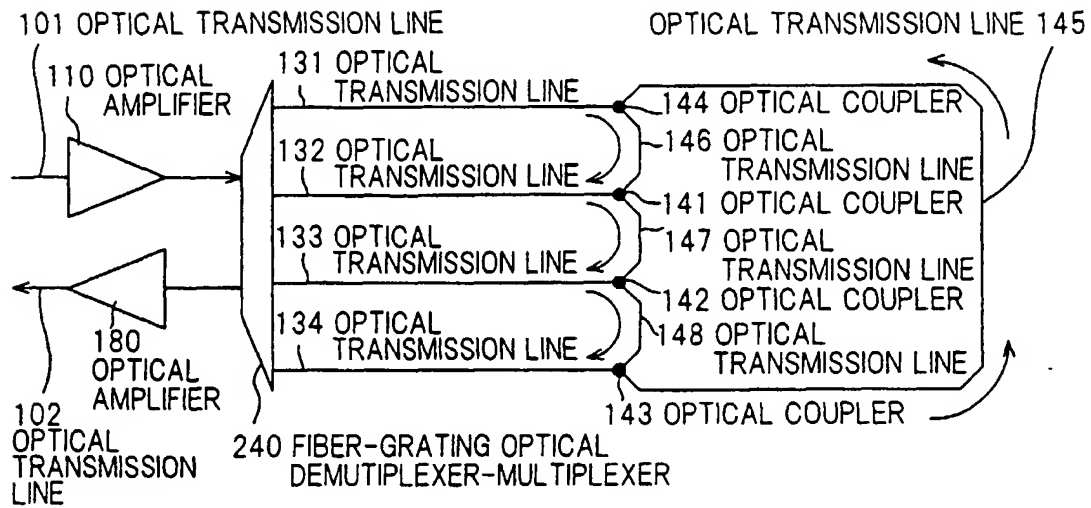 101 OPTICAL TRANSMISSION LINE
OPTICAL TRANSMISSION LINE 145
110 OPTICAL
AMPLIFIER
131 OPTICAL
TRANSMISSION LINE
144 OPTICAL COUPLER
132 OPTICAL
TRANSMISSION LINE
146 OPTICAL
TRANSMISSION LINE
141 OPTICAL COUPLER
133 OPTICAL
TRANSMISSION LINE
147 OPTICAL
TRANSMISSION LINE
142 OPTICAL COUPLER
134 OPTICAL
TRANSMISSION LINE
148 OPTICAL
TRANSMISSION LINE
180
OPTICAL
AMPLIFIER
143 OPTICAL COUPLER
102
OPTICAL
TRANSMISSION
LINE
240 FIBER-GRATING OPTICAL
DEMUTIPLEXER-MULTIPLEXER